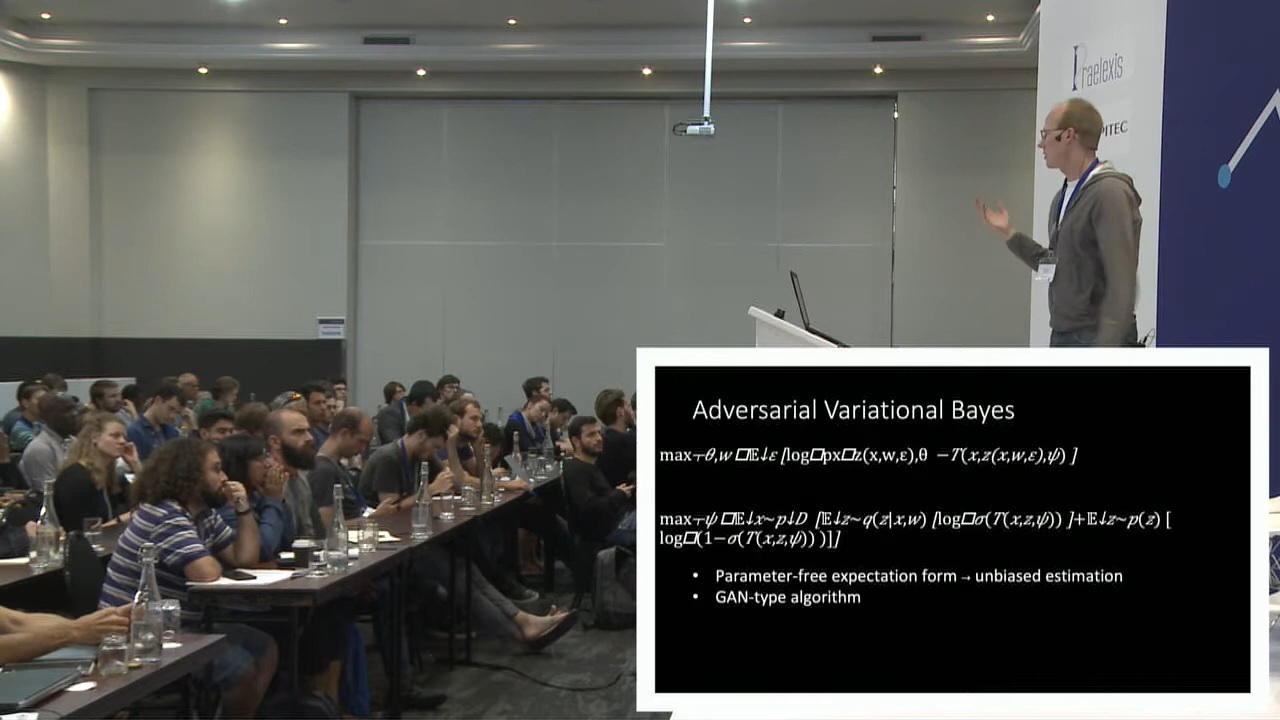 Praelexis
PITEC
Adversarial Variational Bayes
max┬θ,w □𝔼↓ε [log□px□z(x,w,ε),θ −T(x,z(x,w,ε),ψ) ]
max┬ψ □𝔼↓x~p↓D [𝔼↓z~q(z|x,w) [log□σ(T(x,z,ψ)) ]+𝔼↓z~p(z) [
log□(1−σ(T(x,z,ψ)) )]]
• Parameter-free expectation form → unbiased estimation
• GAN-type algorithm